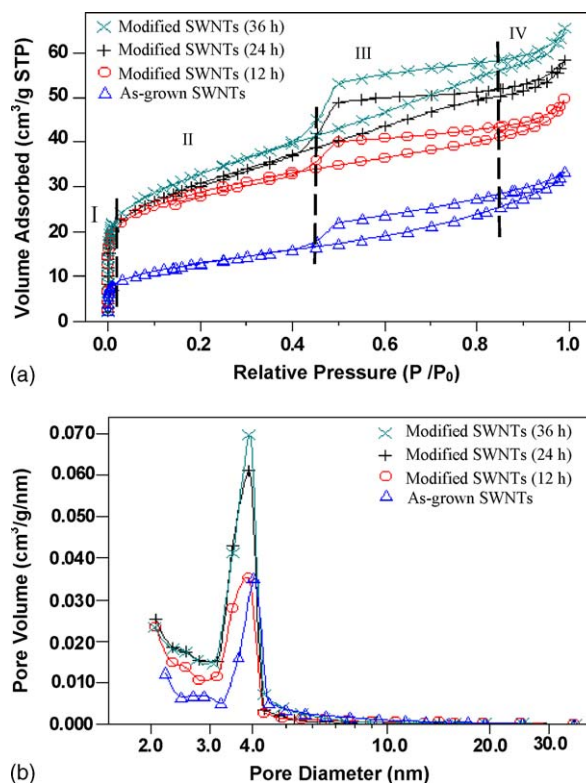 Modified SWNTs (36 h)
Modified SWNTs (24 h)
Modified SWNTs (12 h)
As-grown SWNTs
I
II
III
IV
Volume Adsorbed (cm³/g STP)
60
50
40
30
20
10
0
0.0 0.2 0.4 0.6 0.8 1.0
Relative Pressure (P /P₀)
(a)
Modified SWNTs (36 h)
Modified SWNTs (24 h)
Modified SWNTs (12 h)
As-grown SWNTs
Pore Volume (cm³/g/nm)
0.070
0.060
0.050
0.040
0.030
0.020
0.010
0.000
2.0 3.0 4.0 10.0 20.0 30.0
Pore Diameter (nm)
(b)